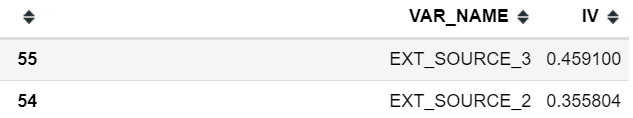 VAR_NAME IV
55 EXT_SOURCE_3 0.459100
54 EXT_SOURCE_2 0.355804